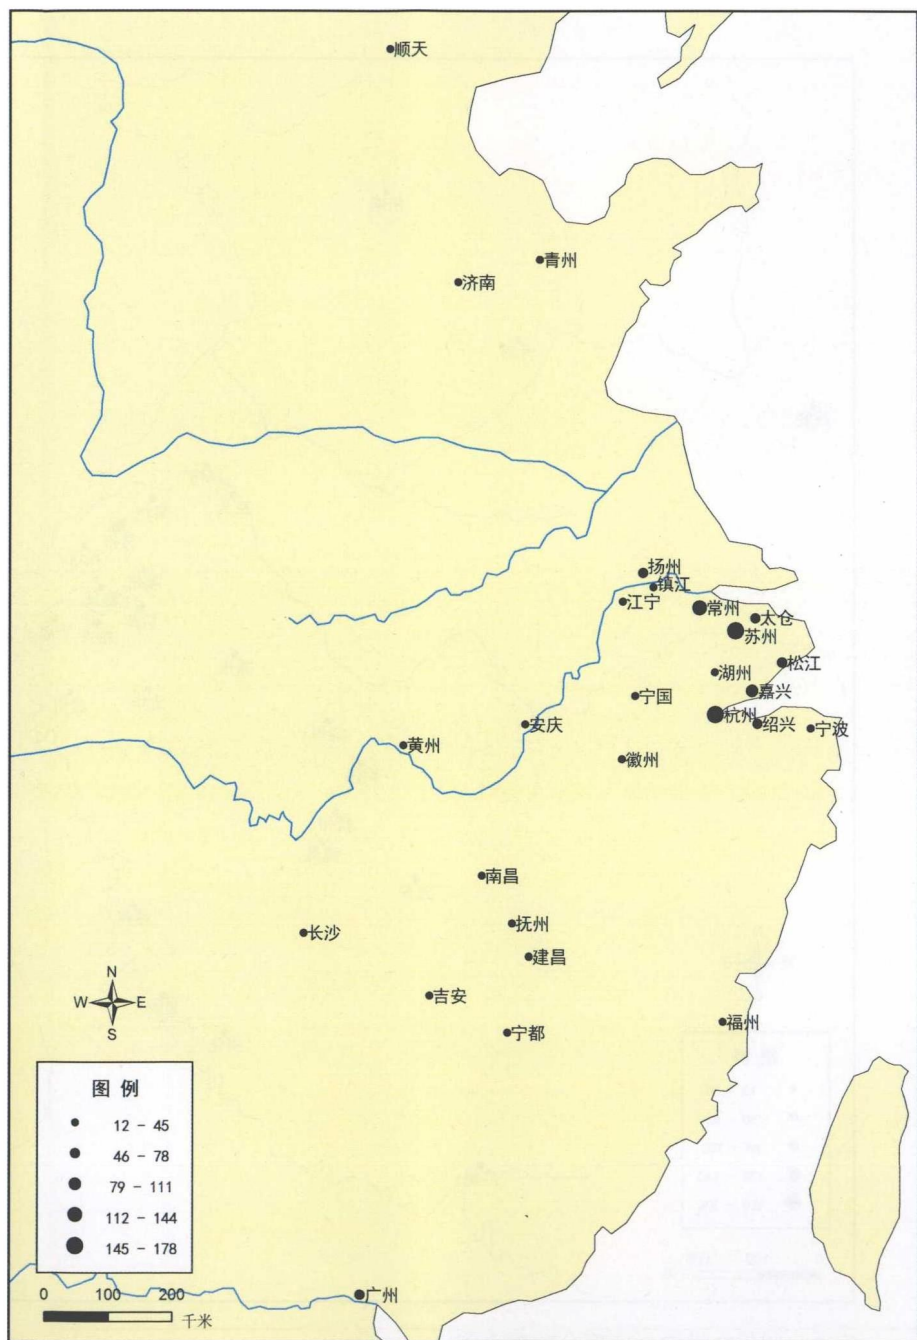 顺天
青州
济南
扬州
镇江
江宁
常州
太仓
苏州
松江
湖州
嘉兴
宁国
杭州
绍兴
宁波
安庆
黄州
徽州
南昌
抚州
长沙
建昌
吉安
宁都
福州
N
W
E
S
图例
12 - 45
46 - 78
79 - 111
112 - 144
145 - 178
0 100 200
千米
广州